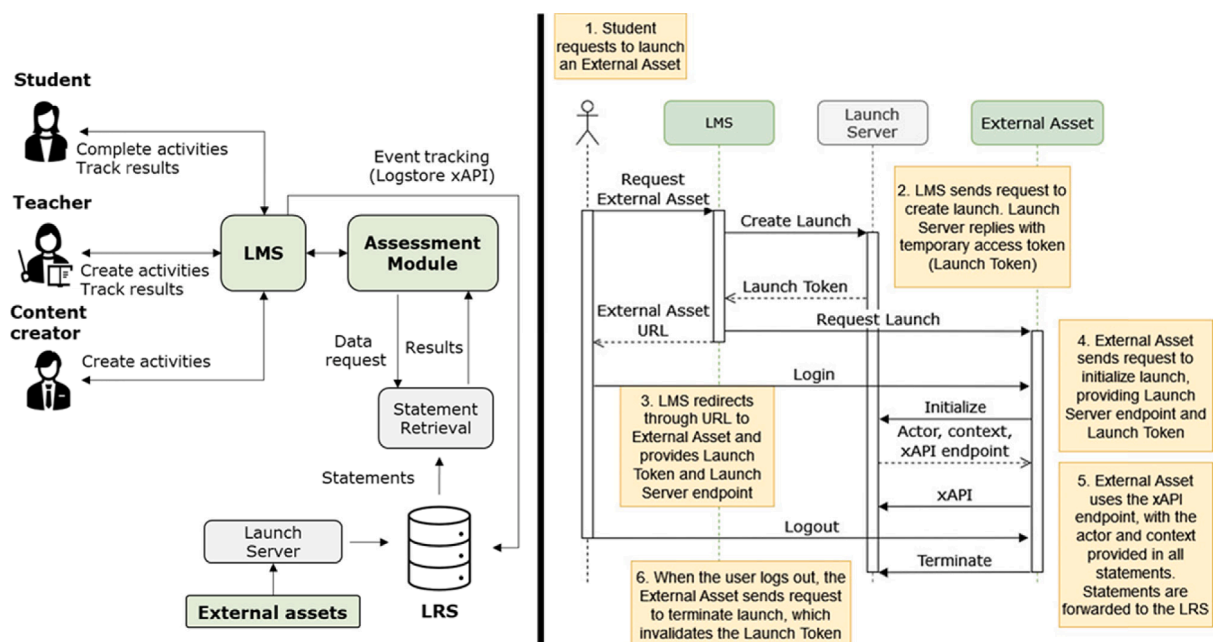 Student
Complete activities
Track results
Teacher
Create activities
Track results
Content
creator
Create activities
LMS
Event tracking
(Logstore xAPI)
Assessment
Module
Data
request
Results
Statement
Retrieval
Statements
Launch
Server
External assets
LRS
1. Student
requests to launch
an External Asset
LMS
Launch
Server
External Asset
Request
External Asset
Create Launch
2. LMS sends request to
create launch. Launch
Server replies with
temporary access token
(Launch Token)
Launch Token
External Asset
URL
Request Launch
Login
4. External Asset
sends request to
initialize launch,
providing Launch
Server endpoint and
Launch Token
3. LMS redirects
through URL to
External Asset and
provides Launch
Token and Launch
Server endpoint
Initialize
Actor, context,
xAPI endpoint
xAPI
Logout
Terminate
5. External Asset
uses the xAPI
endpoint, with the
actor and context
provided in all
statements.
Statements are
forwarded to the LRS
6. When the user logs out, the
External Asset sends request
to terminate launch, which
invalidates the Launch Token